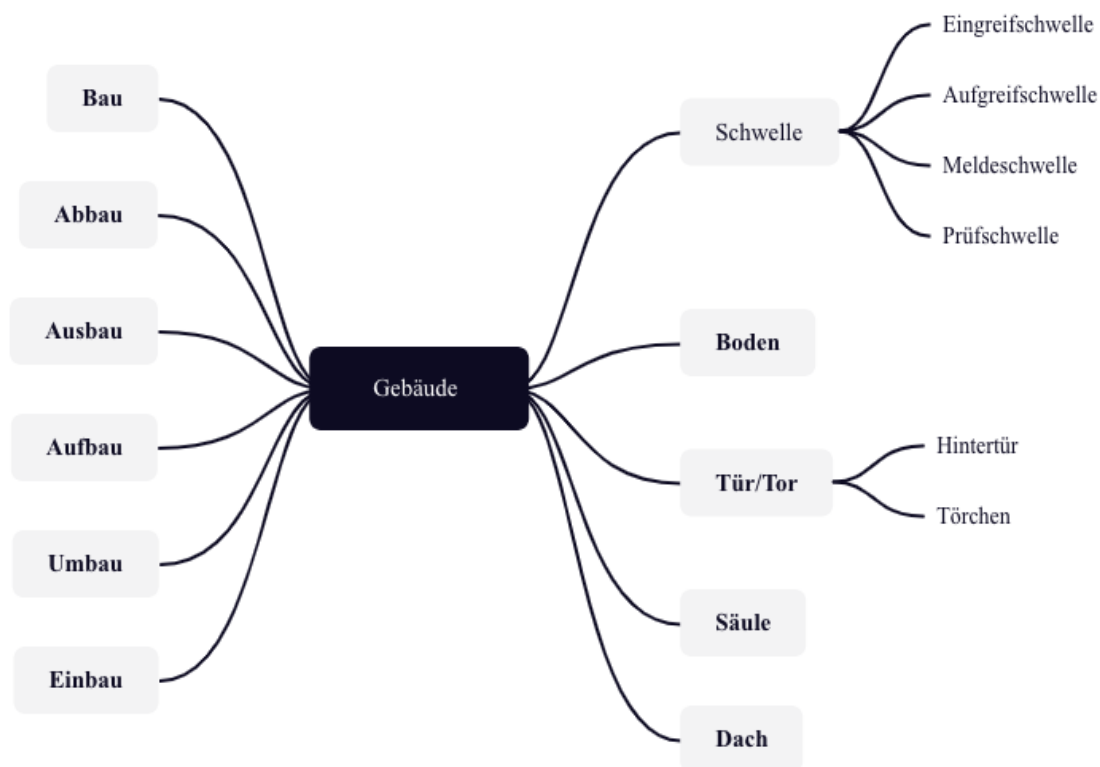 Bau
Abbau
Ausbau
Aufbau
Umbau
Einbau
Gebäude
Schwelle
Eingreifschwelle
Aufgreifschwelle
Meldeschwelle
Prüfschwelle
Boden
Tür/Tor
Hintertür
Törchen
Säule
Dach